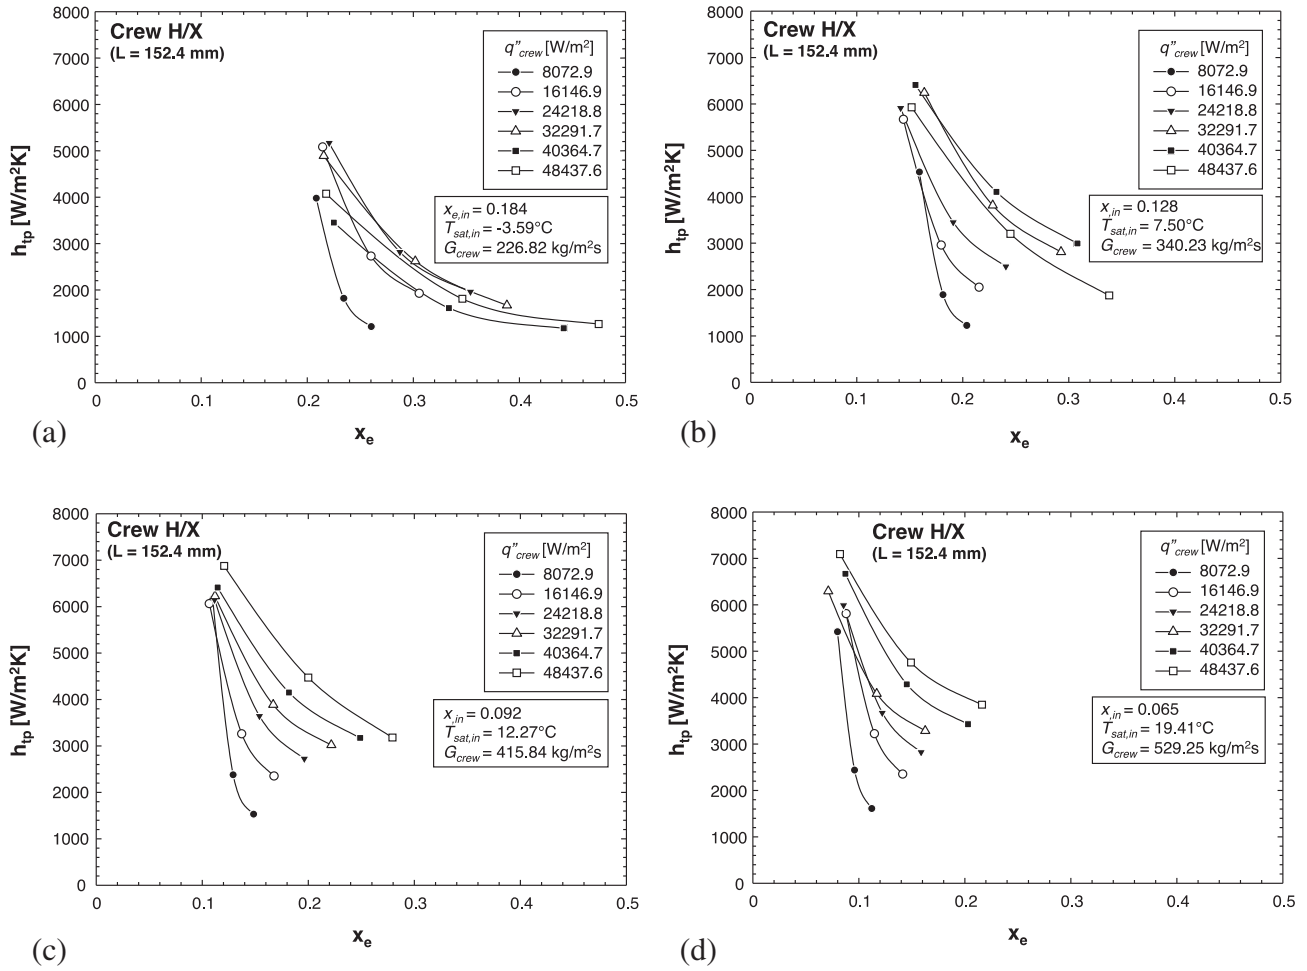 (a)
Crew H/X
(L = 152.4 mm)
q"crew [W/m²]
8072.9
16146.9
24218.8
32291.7
40364.7
48437.6
xe,in = 0.184
Tsat,in = -3.59°C
Gcrew = 226.82 kg/m²s
htp [W/m²K]
8000
7000
6000
5000
4000
3000
2000
1000
0
0
0.1
0.2
0.3
0.4
0.5
xe
(b)
Crew H/X
(L = 152.4 mm)
q"crew [W/m²]
8072.9
16146.9
24218.8
32291.7
40364.7
48437.6
x,in = 0.128
Tsat,in = 7.50°C
Gcrew = 340.23 kg/m²s
htp [W/m²K]
8000
7000
6000
5000
4000
3000
2000
1000
0
0
0.1
0.2
0.3
0.4
0.5
xe
(c)
Crew H/X
(L = 152.4 mm)
q"crew [W/m²]
8072.9
16146.9
24218.8
32291.7
40364.7
48437.6
x,in = 0.092
Tsat,in = 12.27°C
Gcrew = 415.84 kg/m²s
htp [W/m²K]
8000
7000
6000
5000
4000
3000
2000
1000
0
0
0.1
0.2
0.3
0.4
0.5
xe
(d)
Crew H/X
(L = 152.4 mm)
q"crew [W/m²]
8072.9
16146.9
24218.8
32291.7
40364.7
48437.6
x,in = 0.065
Tsat,in = 19.41°C
Gcrew = 529.25 kg/m²s
htp [W/m²K]
8000
7000
6000
5000
4000
3000
2000
1000
0
0
0.1
0.2
0.3
0.4
0.5
xe